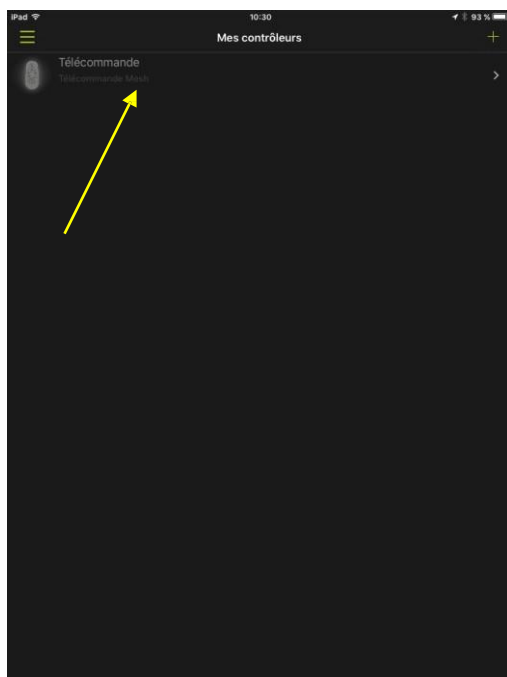 iPad 10:30 93 %
Mes contrôleurs
Télécommande
Télécommande Mesh